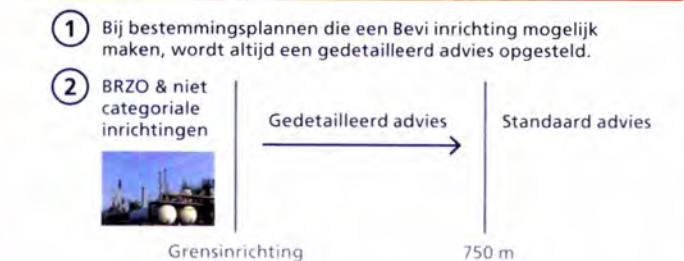 1 Bij bestemmingsplannen die een Bevi inrichting mogelijk
maken, wordt altijd een gedetailleerd advies opgesteld.
2 BRZO & niet
categoriale
inrichtingen
Gedetailleerd advies
Standaard advies
Grensinrichting
750 m